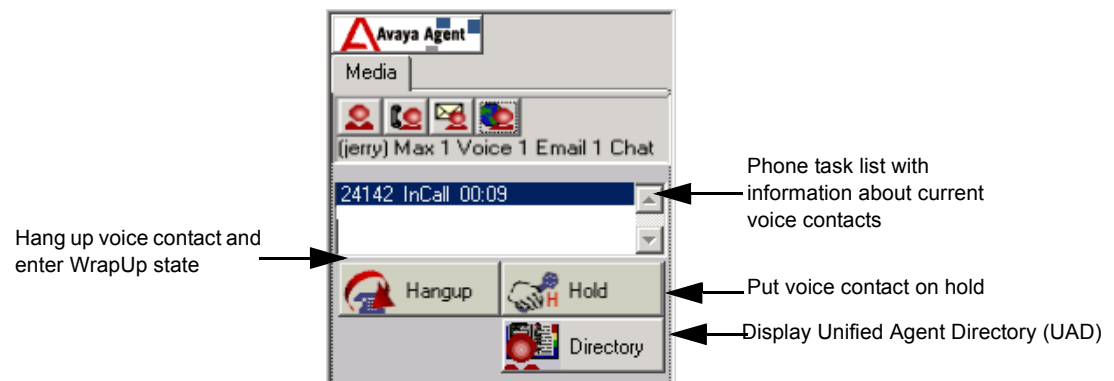 Avaya Agent
Media
(jerry) Max 1 Voice 1 Email 1 Chat
24142 InCall 00:09
Phone task list with
information about current
voice contacts
Hang up voice contact and
enter WrapUp state
Hangup
H Hold
Put voice contact on hold
Directory
Display Unified Agent Directory (UAD)